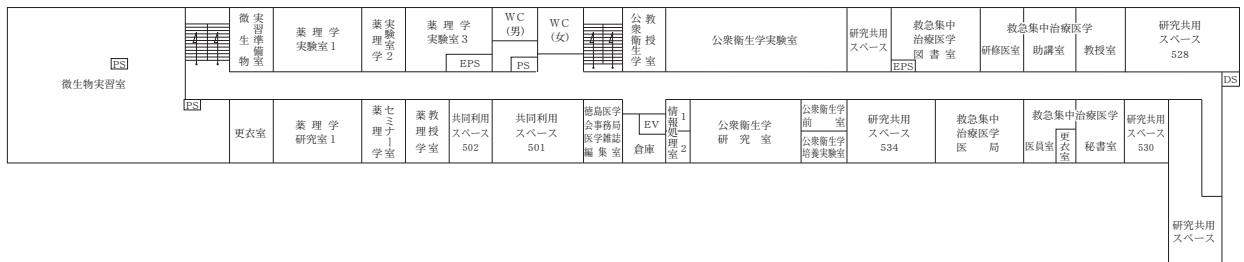 微生物実習室
PS
PS
微生物
実習準備室
薬理学
実験室1
薬理学
実験室2
薬理学
実験室3
EPS
WC
(男)
PS
WC
(女)
公衆衛生学
教授室
公衆衛生学実験室
研究共用
スペース
救急集中
治療医学
図書室
EPS
救急集中治療医学
研修医室
助講室
教授室
研究共用
スペース
528
DS
更衣室
薬理学
研究室1
薬理学
セミナー室
薬理学
教授室
共同利用
スペース
502
共同利用
スペース
501
徳島医学
会事務局
医学雑誌
編集室
EV
倉庫
情報処理室
1
2
公衆衛生学
研究室
公衆衛生学
前室
公衆衛生学
培養実験室
研究共用
スペース
534
救急集中
治療医学
医局
救急集中治療医学
医員室
更衣室
秘書室
研究共用
スペース
530
研究共用
スペース